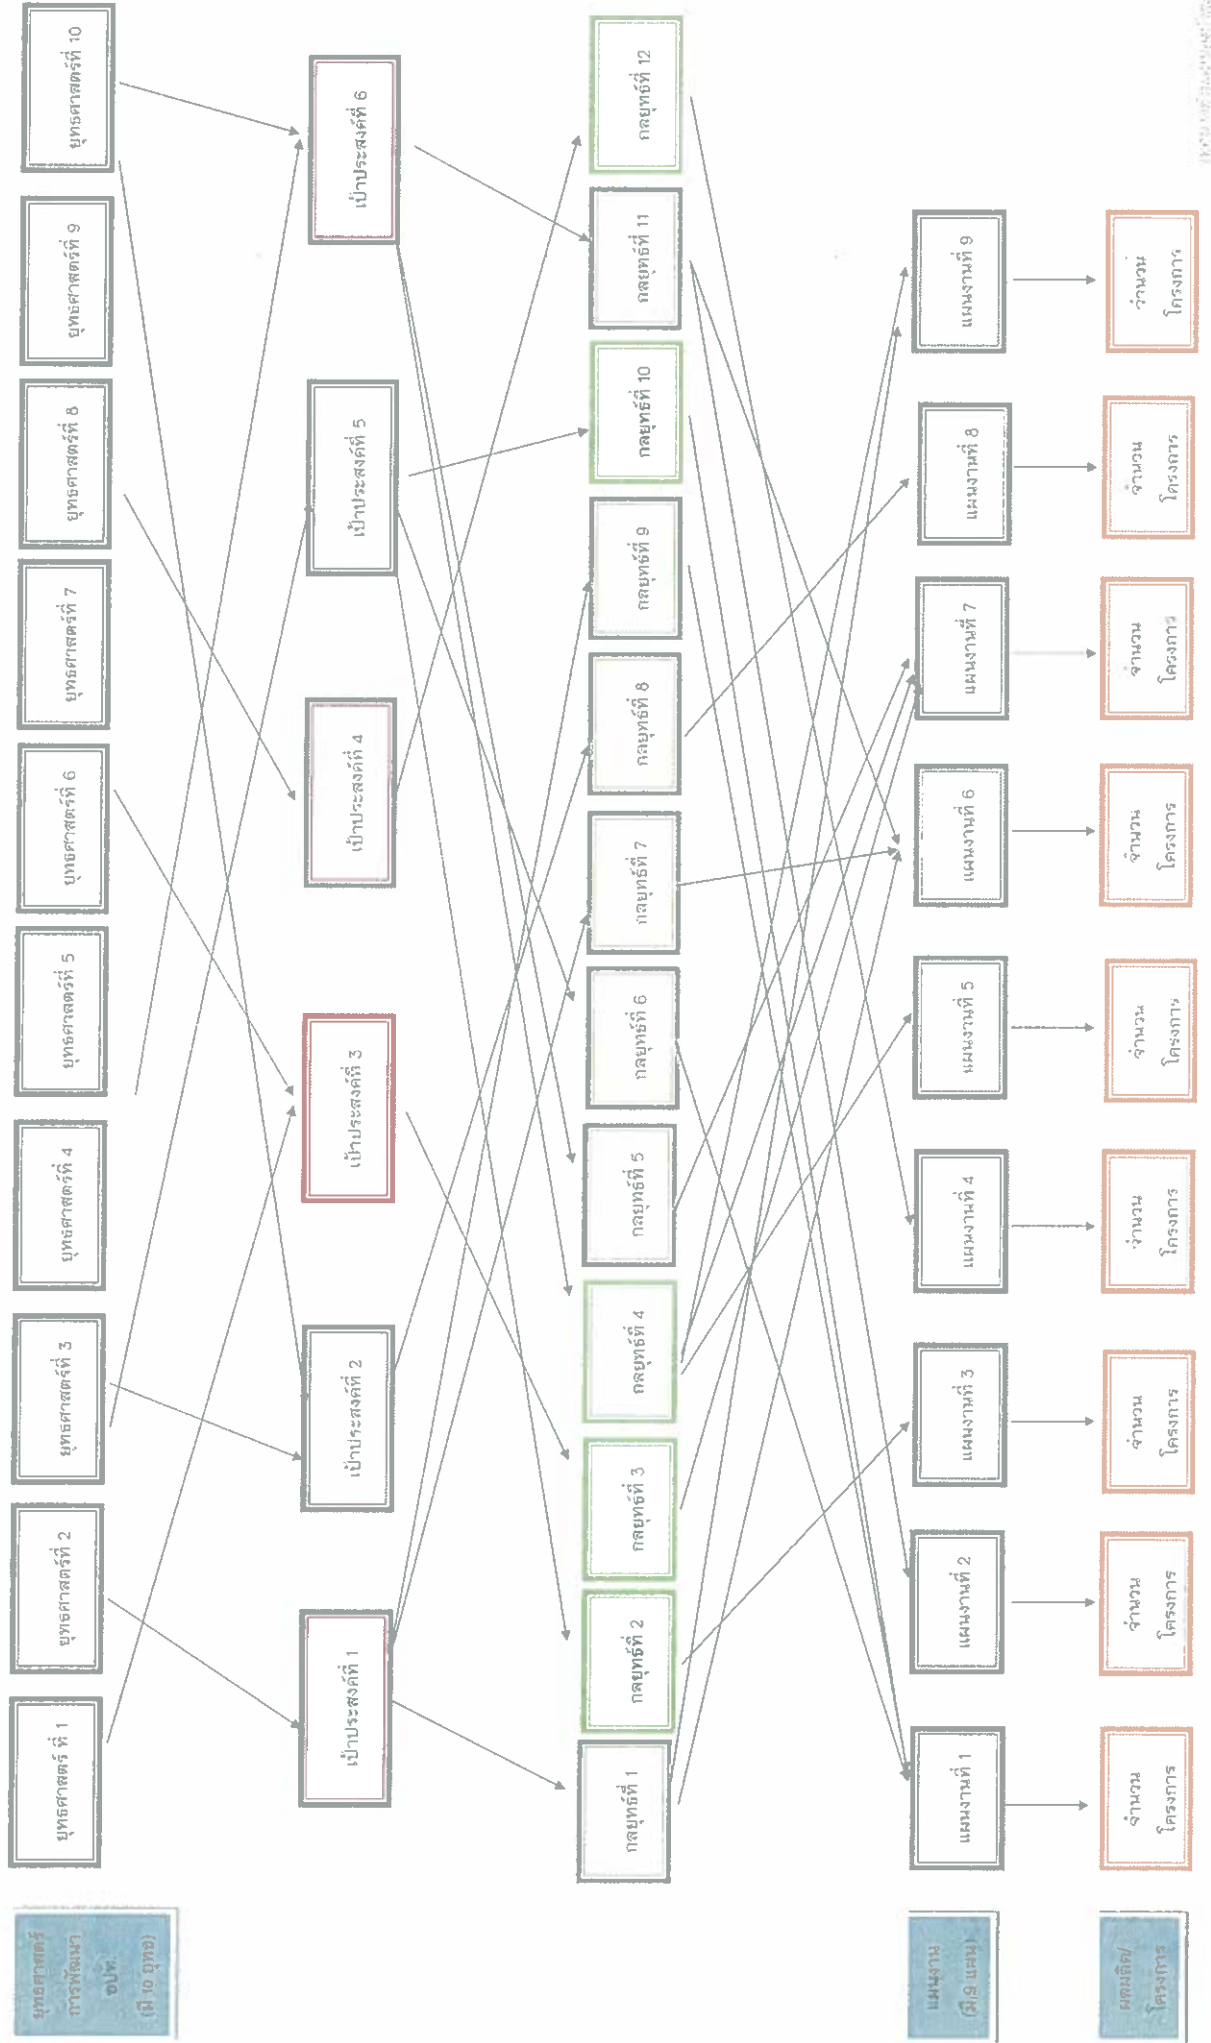 ยุทธศาสตร์
การพัฒนา
อปท.
(มี 10 ยุทธ)
ยุทธศาสตร์ ที่ 1
ยุทธศาสตร์ที่ 2
ยุทธศาสตร์ที่ 3
ยุทธศาสตร์ที่ 4
ยุทธศาสตร์ที่ 5
ยุทธศาสตร์ที่ 6
ยุทธศาสตร์ที่ 7
ยุทธศาสตร์ที่ 8
ยุทธศาสตร์ที่ 9
ยุทธศาสตร์ที่ 10
เป้าประสงค์ที่ 1
เป้าประสงค์ที่ 2
เป้าประสงค์ที่ 3
เป้าประสงค์ที่ 4
เป้าประสงค์ที่ 5
เป้าประสงค์ที่ 6
กลยุทธ์ที่ 1
กลยุทธ์ที่ 2
กลยุทธ์ที่ 3
กลยุทธ์ที่ 4
กลยุทธ์ที่ 5
กลยุทธ์ที่ 6
กลยุทธ์ที่ 7
กลยุทธ์ที่ 8
กลยุทธ์ที่ 9
กลยุทธ์ที่ 10
กลยุทธ์ที่ 11
กลยุทธ์ที่ 12
แผนงาน
(มี 9 แผน)
แผนงานที่ 1
แผนงานที่ 2
แผนงานที่ 3
แผนงานที่ 4
แผนงานที่ 5
แผนงานที่ 6
แผนงานที่ 7
แผนงานที่ 8
แผนงานที่ 9
ผลผลิต/
โครงการ
จำนวน
โครงการ
จำนวน
โครงการ
จำนวน
โครงการ
จำนวน
โครงการ
จำนวน
โครงการ
จำนวน
โครงการ
จำนวน
โครงการ
จำนวน
โครงการ
จำนวน
โครงการ